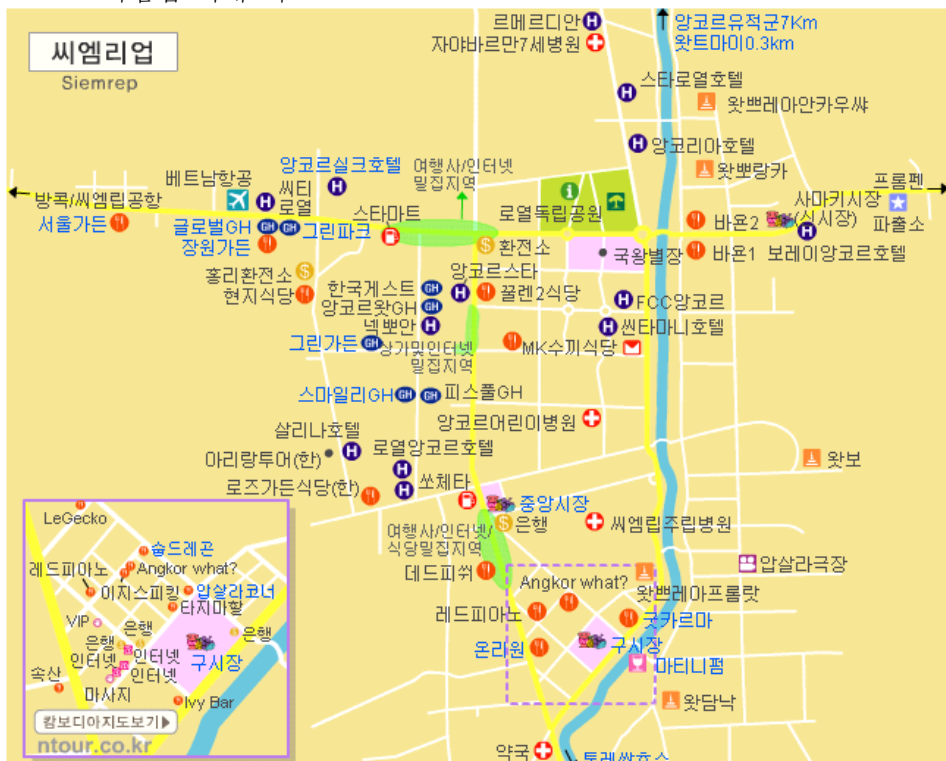 씨엠리업
Siemrep
르메르디안
자야바르만7세병원
앙코르유적군7Km
왓트마이0.3km
스타로열호텔
왓쁘레아안카우쌰
앙코리아호텔
왓뽀랑카
앙코르실크호텔
여행사/인터넷
밀집지역
베트남항공
씨티
로열
방콕/씨엠립공항
서울가든
글로벌GH
그린파크
장원가든
스타마트
로열독립공원
환전소
국왕별장
바욘2
바욘1
프롬펜
사마키시장
(신시장)
파출소
보레이앙코르호텔
홍리환전소
현지식당
한국게스트
앙코르왓GH
넥뽀안
앙코르스타
꿀렌2식당
FCC앙코르
씬타마니호텔
그린가든
상가및인터넷
밀집지역
MK수끼식당
스마일리GH
피스풀GH
앙코르어린이병원
살리나호텔
아리랑투어(한)
로열앙코르호텔
로즈가든식당(한)
쏘체타
왓보
중앙시장
은행
씨엠립주립병원
여행사/인터넷/
식당밀집지역
데드피쉬
압살라극장
Angkor what?
왓쁘레아프롬랏
레드피아노
굿카르마
온라원
구시장
마티니펌
왓담낙
약국
LeGecko
숩드레곤
레드피아노
Angkor what?
이지스피킹
압살라코너
타지마할
VIP
은행
은행
은행
인터넷
인터넷
인터넷
구시장
속산
마사지
Ivy Bar
캄보디아지도보기
ntour.co.kr